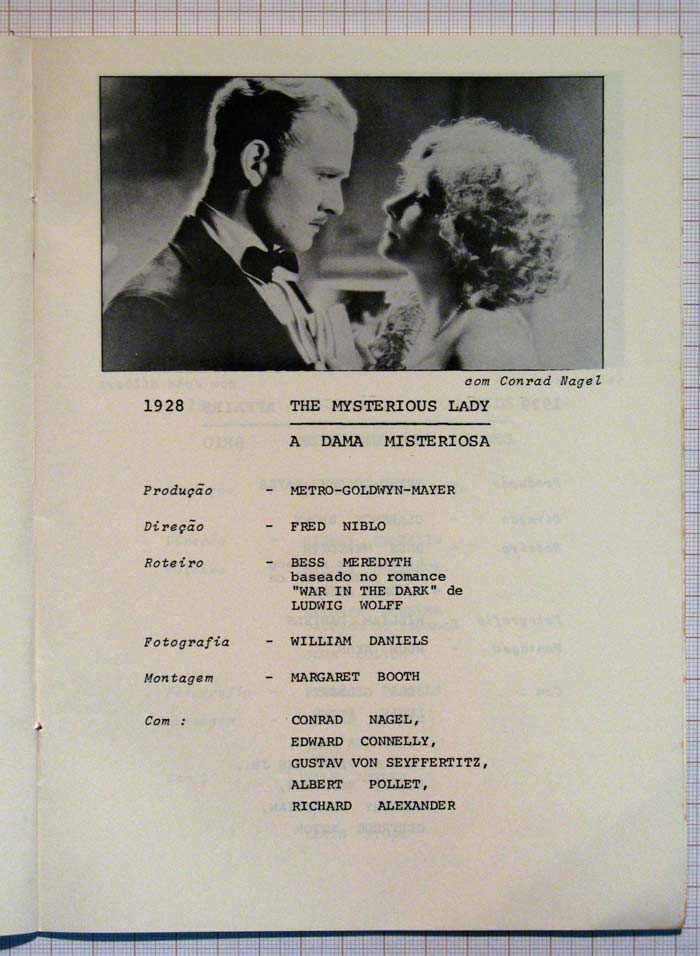 com Conrad Nagel
1928 THE MYSTERIOUS LADY
A DAMA MISTERIOSA
Produção - METRO-GOLDWYN-MAYER
Direção - FRED NIBLO
Roteiro - BESS MEREDYTH
baseado no romance
"WAR IN THE DARK" de
LUDWIG WOLFF
Fotografia - WILLIAM DANIELS
Montagem - MARGARET BOOTH
Com : CONRAD NAGEL,
EDWARD CONNELLY,
GUSTAV VON SEYFFERTITZ,
ALBERT POLLET,
RICHARD ALEXANDER